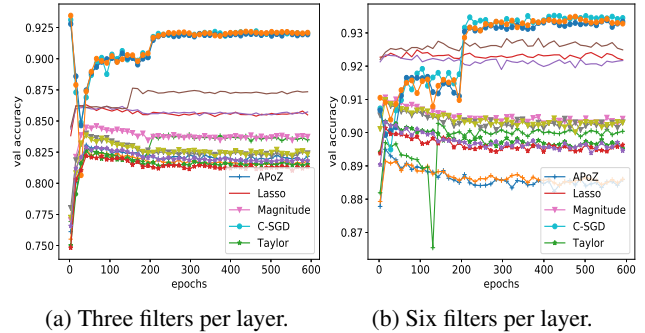 (a)
(b)
0.925
0.900
0.875
0.850
0.825
0.800
0.775
0.750
val accuracy
0
100
200
300
400
500
600
epochs
APoZ
Lasso
Magnitude
C-SGD
Taylor
0.93
0.92
0.91
0.90
0.89
0.88
0.87
val accuracy
0
100
200
300
400
500
600
epochs
APoZ
Lasso
Magnitude
C-SGD
Taylor
(a) Three filters per layer.
(b) Six filters per layer.